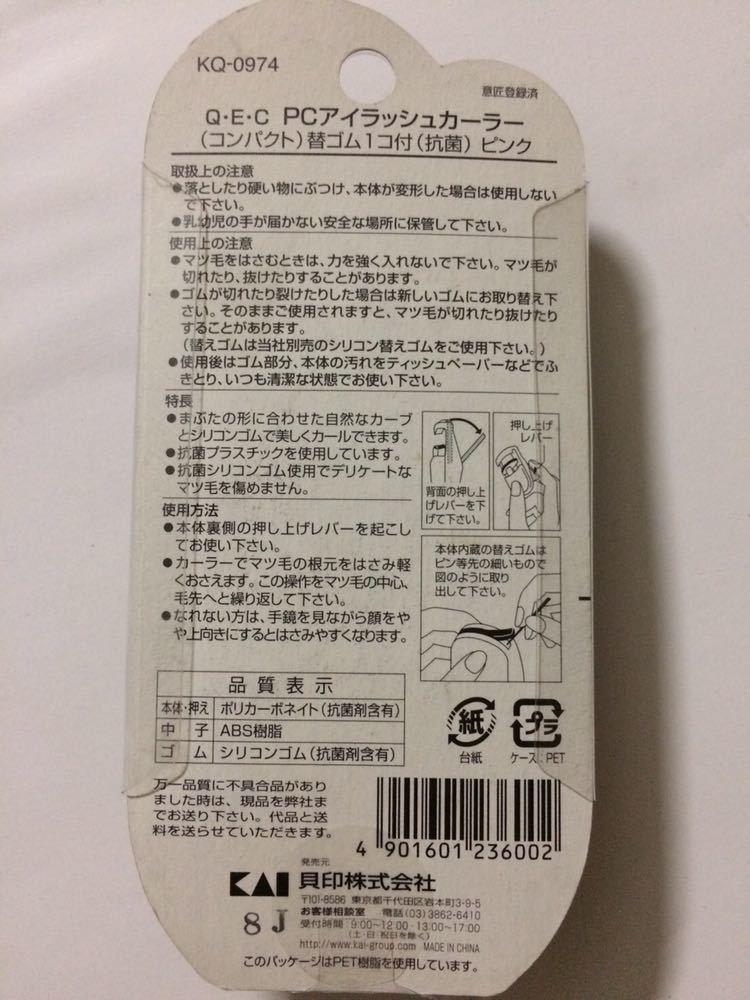 KQ-0974
意匠登録済
Q・E・C PCアイラッシュカーラー
(コンパクト)替ゴム1コ付(抗菌) ピンク
取扱上の注意
●落としたり硬い物にぶつけ、本体が変形した場合は使用しない
で下さい。
●乳幼児の手が届かない安全な場所に保管して下さい。
使用上の注意
●マツ毛をはさむときは、力を強く入れないで下さい。マツ毛が
切れたり、抜けたりすることがあります。
●ゴムが切れたり裂けたりした場合は新しいゴムにお取り替え下
さい。そのままご使用されますと、マツ毛が切れたり抜けたり
することがあります。
(替えゴムは当社別売のシリコン替えゴムをご使用下さい。)
●使用後はゴム部分、本体の汚れをティッシュペーパーなどでふ
きとり、いつも清潔な状態でお使い下さい。
特長
●まぶたの形に合わせた自然なカーブ
とシリコンゴムで美しくカールできます。
●抗菌プラスチックを使用しています。
●抗菌シリコンゴム使用でデリケートな
マツ毛を傷めません。
使用方法
●本体裏側の押し上げレバーを起こし
てお使い下さい。
●カーラーでマツ毛の根元をはさみ軽
くおさえます。この操作をマツ毛の中心、
毛先へと繰り返して下さい。
●なれない方は、手鏡を見ながら顔をや
や上向きにするとはさみやすくなります。
背面の押し上
げレバーを下
げて下さい。
押し上げ
レバー
本体内蔵の替えゴムは
ピン等先の細いもので
図のように取り
出して下さい。
品質表示
本体・押え ポリカーボネイト(抗菌剤含有)
中子 ABS樹脂
ゴム シリコンゴム(抗菌剤含有)
紙
台紙
プラ
ケース:PET
万一品質に不具合品があり
ました時は、現品を弊社ま
でお送り下さい。代品と送
料を送らせていただきます。
4 901601 236002
発売元
KAI 貝印株式会社
〒101-8586 東京都千代田区岩本町3-9-5
お客様相談室 電話(03)3862-6410
受付時間:9:00~12:00・13:00~17:00
(土・日・祝日を除く)
http://www.kai-group.com MADE IN CHINA
8J
このパッケージはPET樹脂を使用しています。